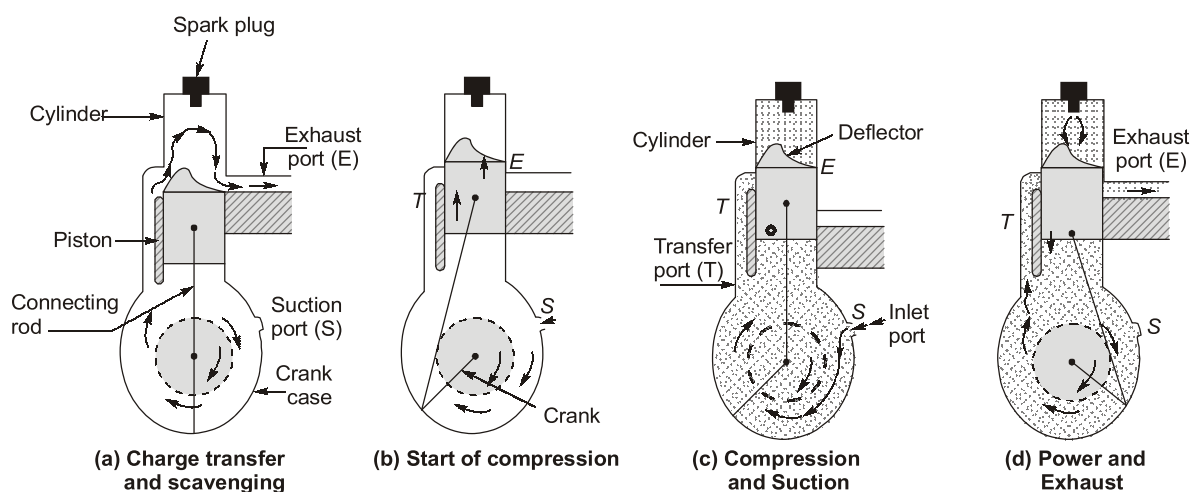 Spark plug
Cylinder
Exhaust
port (E)
Piston
Connecting
rod
Suction
port (S)
Crank
case
(a) Charge transfer
and scavenging
E
T
S
Crank
(b) Start of compression
Cylinder
Deflector
E
T
Transfer
port (T)
S
Inlet
port
(c) Compression
and Suction
Exhaust
port (E)
T
S
(d) Power and
Exhaust